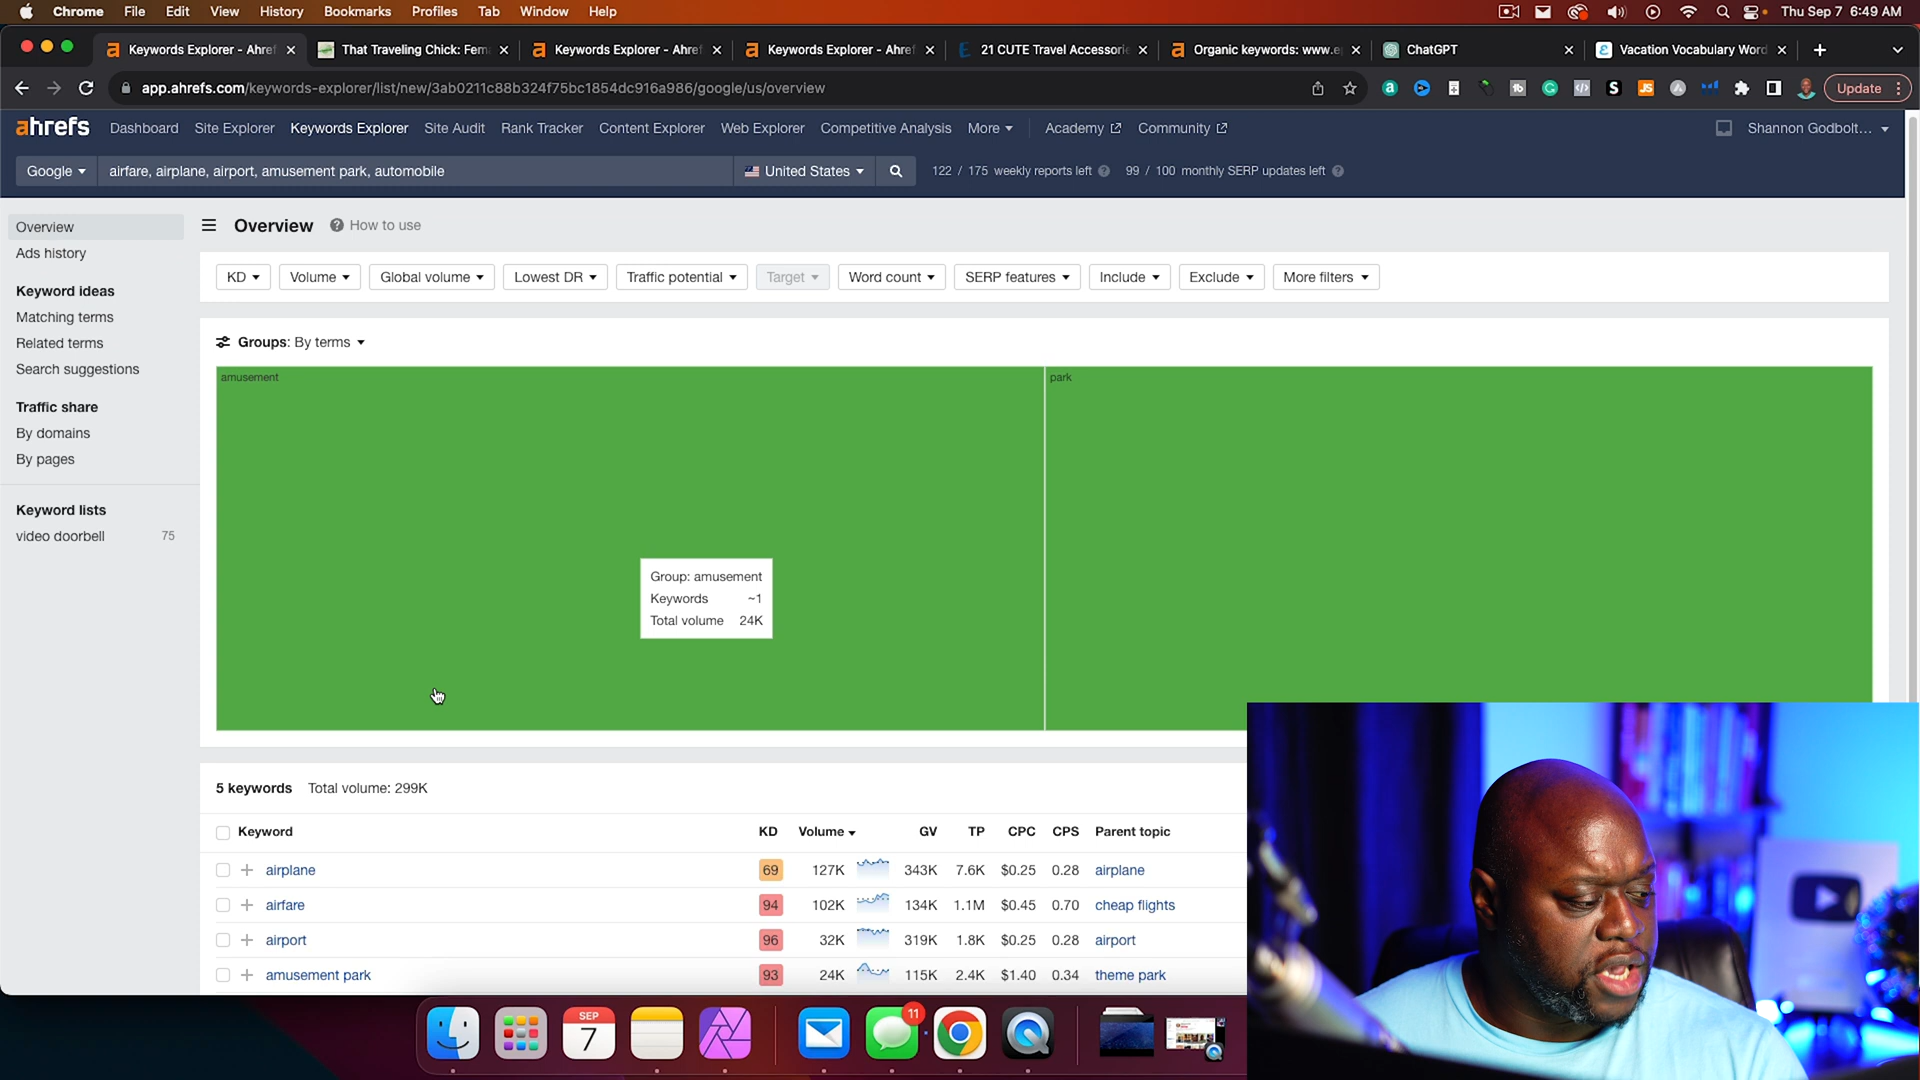 Chrome File Edit View History Bookmarks Profiles Tab Window Help Thu Sep 7 6:49 AM
Keywords Explorer - Ahref
That Traveling Chick: Fem
Keywords Explorer - Ahref
Keywords Explorer - Ahref
21 CUTE Travel Accessorie
Organic keywords: www.e
ChatGPT
Vacation Vocabulary Word
app.ahrefs.com/keywords-explorer/list/new/3ab0211c88b324f75bc1854dc916a986/google/us/overview
Update
ahrefs Dashboard Site Explorer Keywords Explorer Site Audit Rank Tracker Content Explorer Web Explorer Competitive Analysis More Academy Community Shannon Godbolt...
Google airfare, airplane, airport, amusement park, automobile United States 122 / 175 weekly reports left 99 / 100 monthly SERP updates left
Overview
Ads history
Keyword ideas
Matching terms
Related terms
Search suggestions
Traffic share
By domains
By pages
Keyword lists
video doorbell 75
Overview How to use
KD Volume Global volume Lowest DR Traffic potential Target Word count SERP features Include Exclude More filters
Groups: By terms
amusement park
Group: amusement
Keywords ~1
Total volume 24K
5 keywords Total volume: 299K
Keyword KD Volume GV TP CPC CPS Parent topic
airplane 69 127K 343K 7.6K $0.25 0.28 airplane
airfare 94 102K 134K 1.1M $0.45 0.70 cheap flights
airport 96 32K 319K 1.8K $0.25 0.28 airport
amusement park 93 24K 115K 2.4K $1.40 0.34 theme park
SEP
7
11